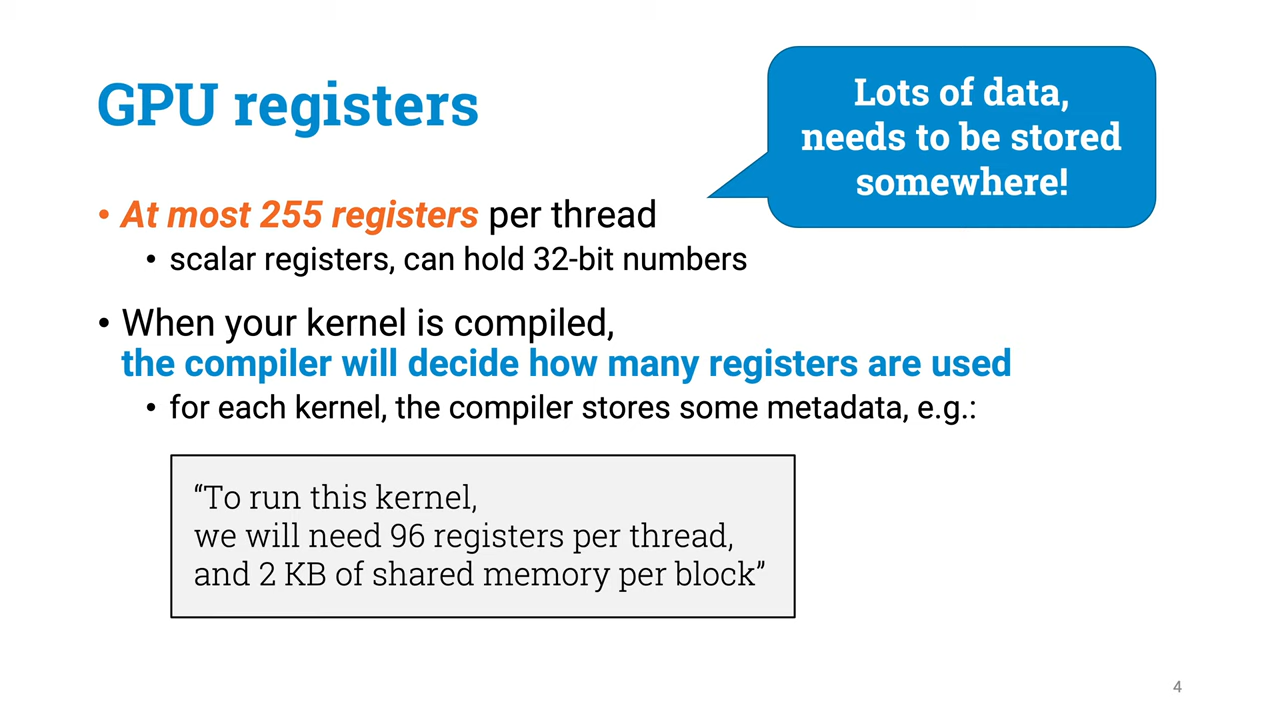 GPU registers
Lots of data,
needs to be stored
somewhere!
• At most 255 registers per thread
• scalar registers, can hold 32-bit numbers
• When your kernel is compiled,
the compiler will decide how many registers are used
• for each kernel, the compiler stores some metadata, e.g.:
“To run this kernel,
we will need 96 registers per thread,
and 2 KB of shared memory per block”
4